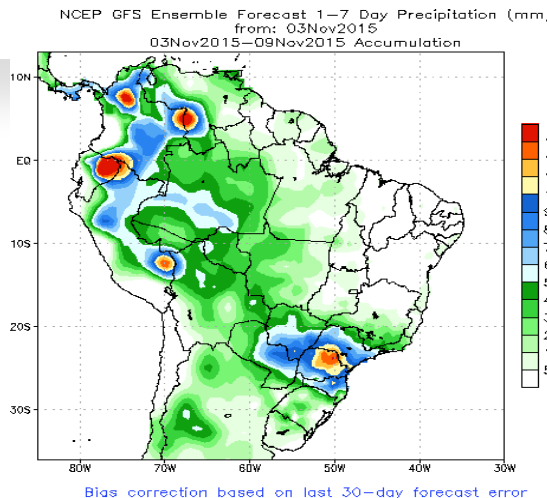 NCEP GFS Ensemble Forecast 1-7 Day Precipitation (mm)
from: 03Nov2015
03Nov2015-09Nov2015 Accumulation
10N
EQ
10S
20S
30S
80W
70W
60W
50W
40W
30W
Bias correction based on last 30-day forecast error